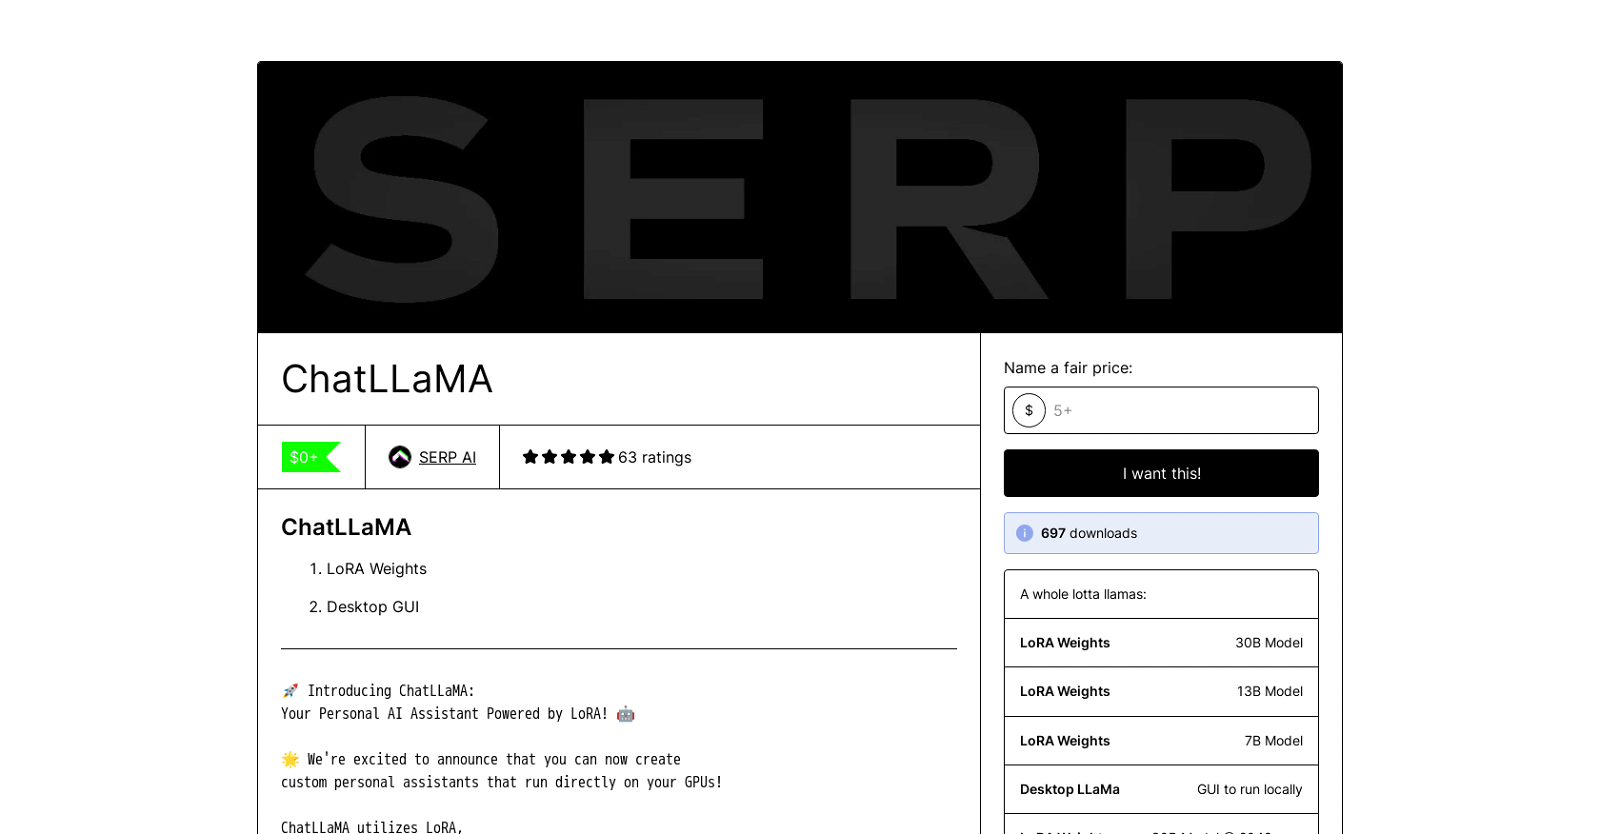 SERP
ChatLLaMA
$0+
SERP AI
63 ratings
ChatLLaMA
1. LoRA Weights
2. Desktop GUI
🚀 Introducing ChatLLaMA:
Your Personal AI Assistant Powered by LoRA! 🤖
🌟 We're excited to announce that you can now create
custom personal assistants that run directly on your GPUs!
ChatLLaMA utilizes LoRA,
Name a fair price:
$ 5+
I want this!
697 downloads
A whole lotta llamas:
LoRA Weights 30B Model
LoRA Weights 13B Model
LoRA Weights 7B Model
Desktop LLaMa GUI to run locally